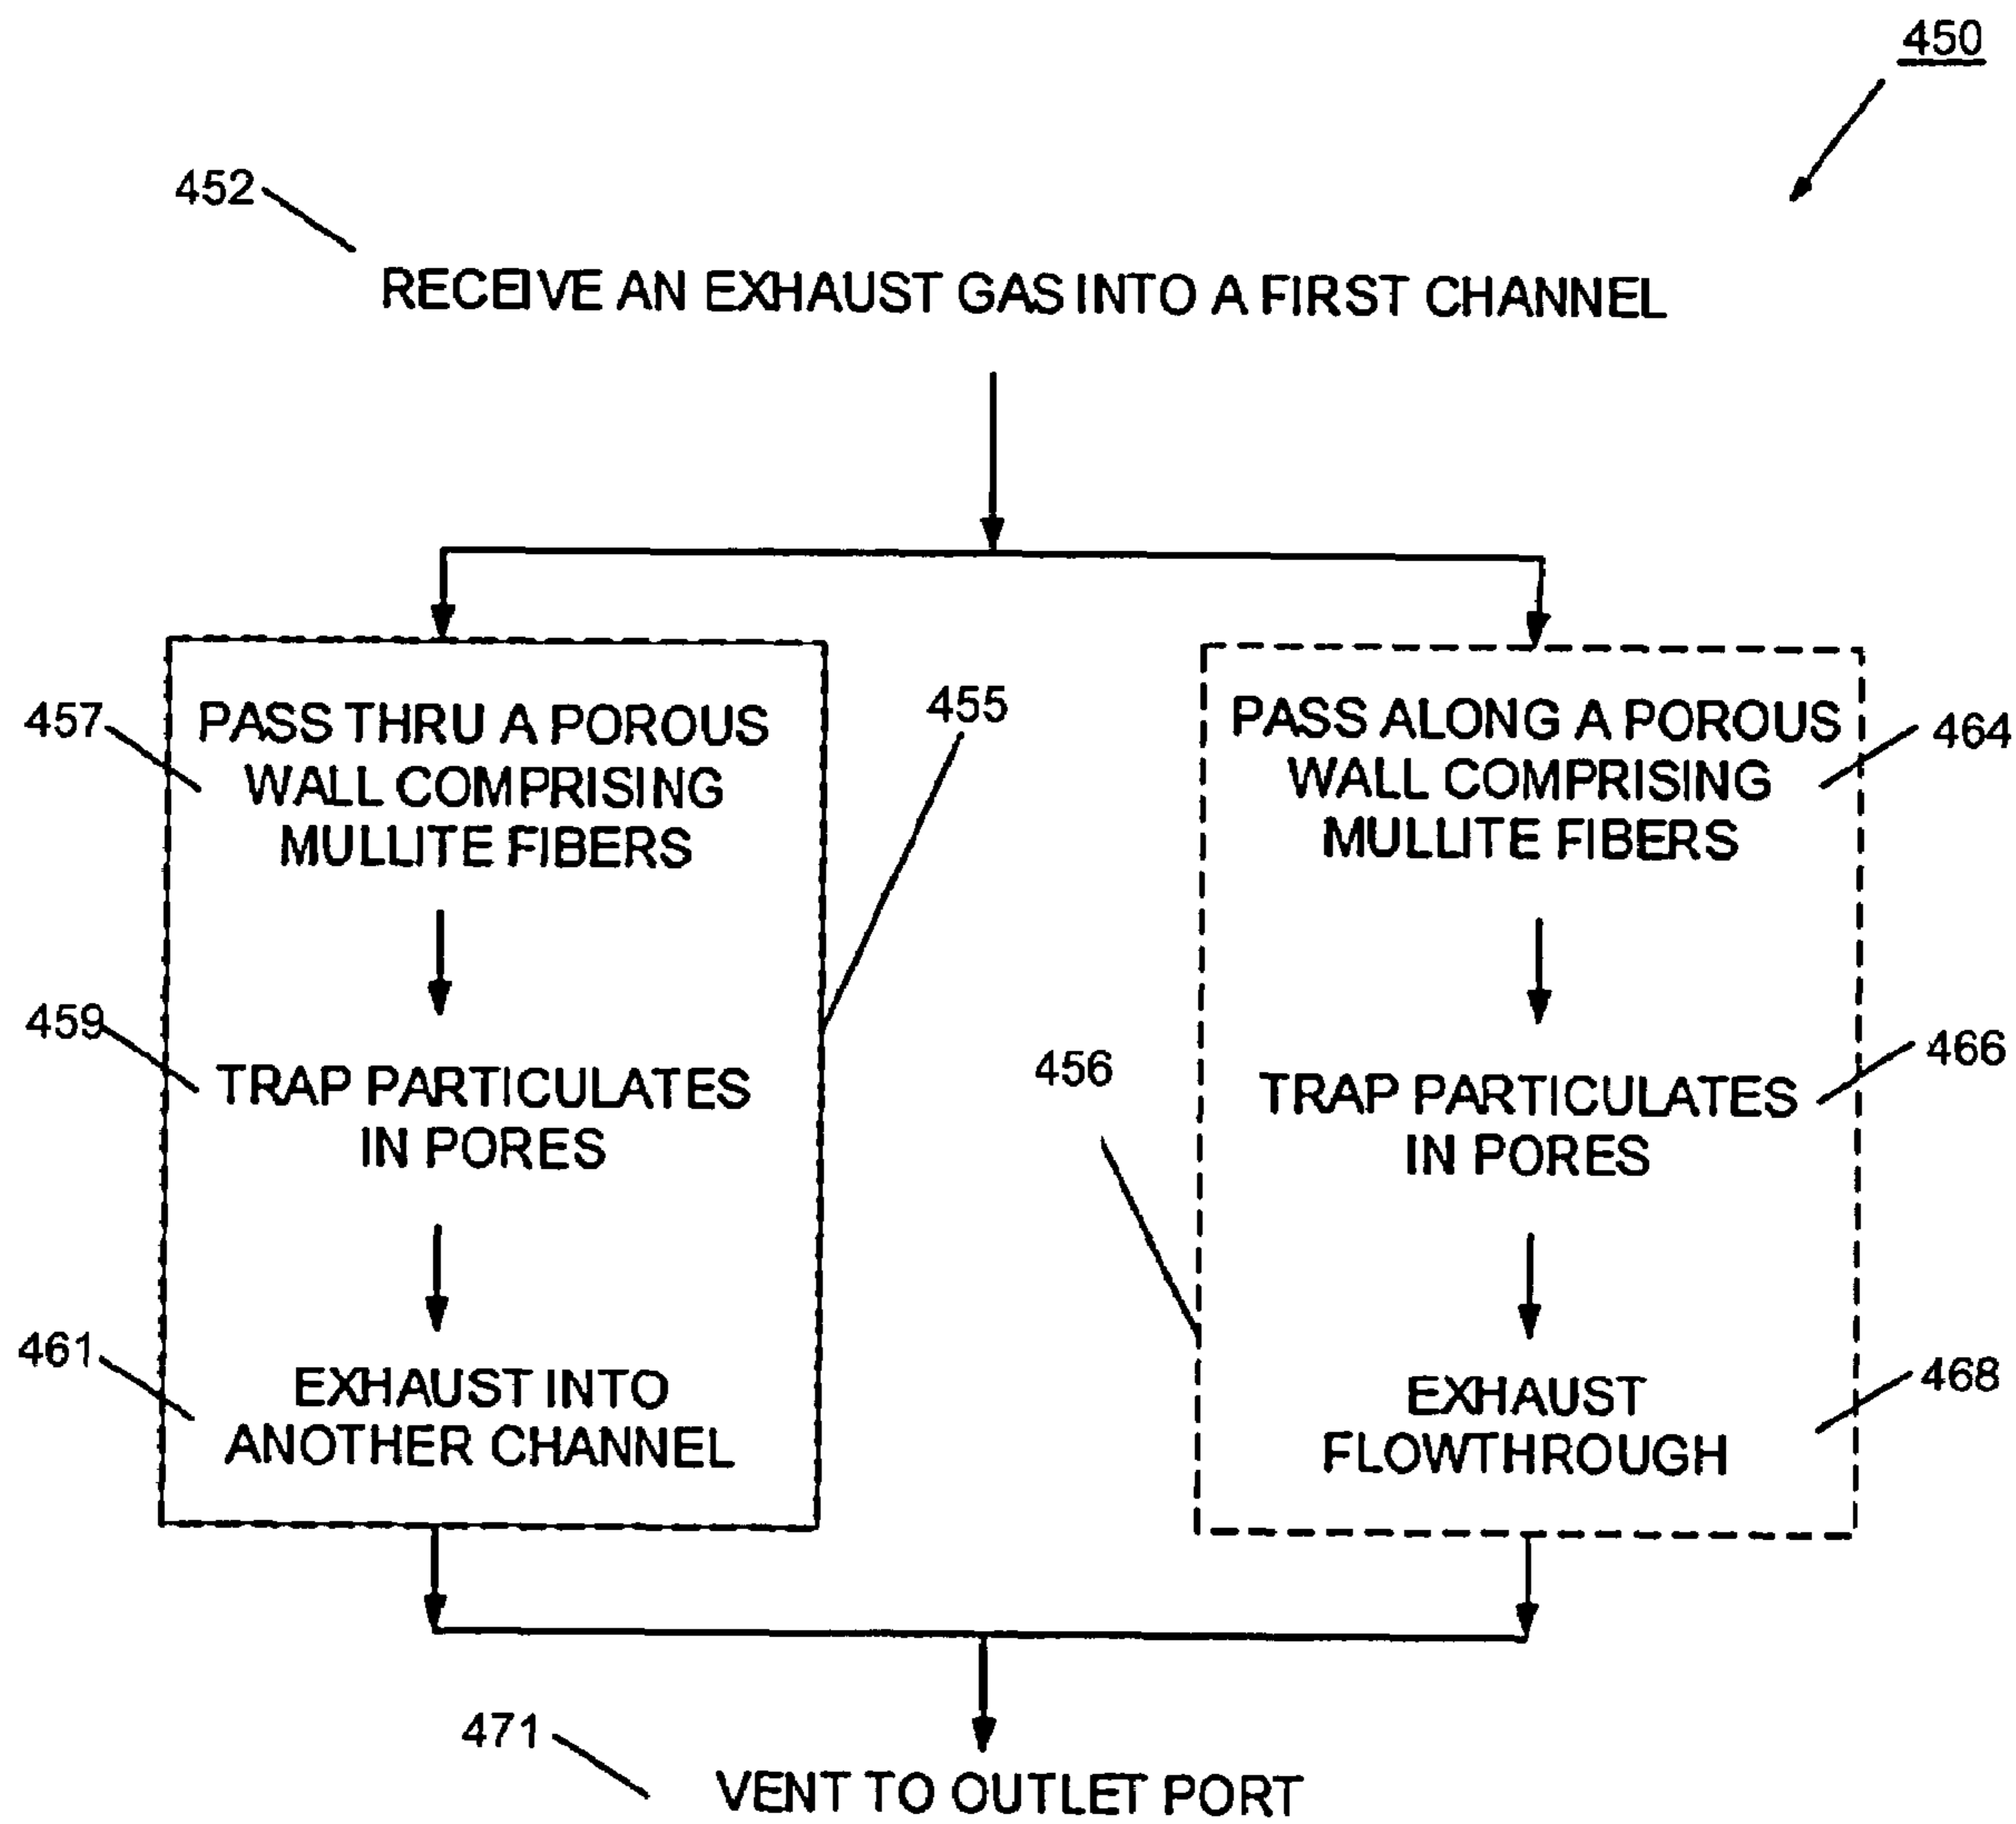 450
452
RECEIVE AN EXHAUST GAS INTO A FIRST CHANNEL
457
PASS THRU A POROUS
WALL COMPRISING
MULLITE FIBERS
455
PASS ALONG A POROUS
WALL COMPRISING
MULLITE FIBERS
464
459
TRAP PARTICULATES
IN PORES
456
TRAP PARTICULATES
IN PORES
466
461
EXHAUST INTO
ANOTHER CHANNEL
EXHAUST
FLOWTHROUGH
468
471
VENT TO OUTLET PORT